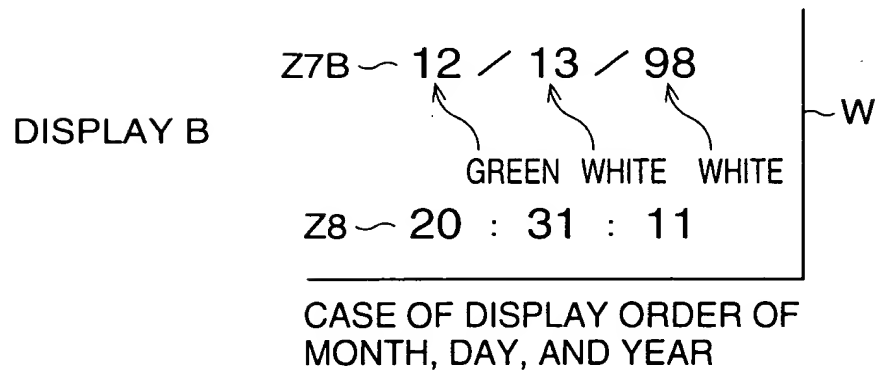 Z7B 12 / 13 / 98
W
DISPLAY B
GREEN WHITE WHITE
Z8 20 : 31 : 11
CASE OF DISPLAY ORDER OF
MONTH, DAY, AND YEAR